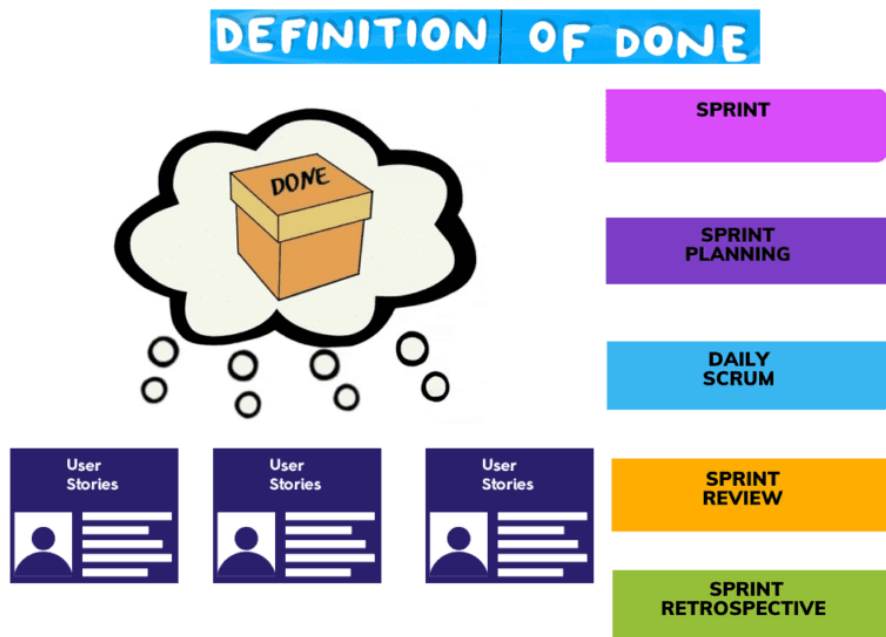 DEFINITION OF DONE
DONE
SPRINT
SPRINT
PLANNING
DAILY
SCRUM
User
Stories
User
Stories
User
Stories
SPRINT
REVIEW
SPRINT
RETROSPECTIVE